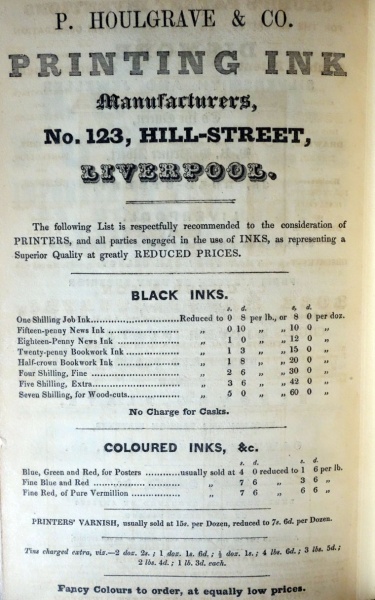 P. HOULGRAVE & CO.
PRINTING INK
Manufacturers,
No. 123, HILL-STREET,
LIVERPOOL.
The following List is respectfully recommended to the consideration of
PRINTERS, and all parties engaged in the use of INKS, as representing a
Superior Quality at greatly REDUCED PRICES.
BLACK INKS.
s. d. s. d.
One Shilling Job Ink..............................Reduced to 0 8 per lb., or 8 0 per doz.
Fifteen-penny News Ink ........................ „ 0 10 „ „ 10 0 „
Eighteen-Penny News Ink ..................... „ 1 0 „ „ 12 0 „
Twenty-penny Bookwork Ink .................. „ 1 3 „ „ 15 0 „
Half-crown Bookwork Ink ..................... „ 1 8 „ „ 20 0 „
Four Shilling, Fine .............................. „ 2 6 „ „ 30 0 „
Five Shilling, Extra.............................. „ 3 6 „ „ 42 0 „
Seven Shilling, for Wood-cuts.................. „ 5 0 „ „ 60 0 „
No Charge for Casks.
COLOURED INKS, &c.
s. d. s. d.
Blue, Green and Red, for Posters ............usually sold at 4 0 reduced to 1 6 per lb.
Fine Blue and Red .............................. „ 7 6 „ 3 6 „
Fine Red, of Pure Vermillion .................. „ 7 6 „ 6 6 „
PRINTERS' VARNISH, usually sold at 15s. per Dozen, reduced to 7s. 6d. per Dozen.
Tins charged extra, viz.—2 doz. 2s. ; 1 doz. 1s. 6d. ; ½ doz. 1s. ; 4 lbs. 6d. ; 3 lbs. 5d. ;
2 lbs. 4d. ; 1 lb. 3d. each.
Fancy Colours to order, at equally low prices.